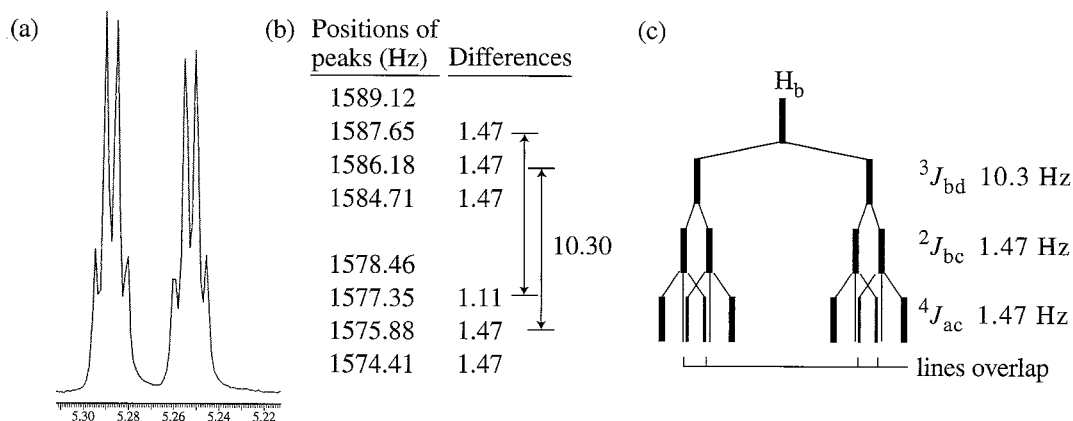 (a)
5.30 5.28 5.26 5.24 5.22
(b) Positions of
peaks (Hz) Differences
1589.12
1587.65 1.47
1586.18 1.47
1584.71 1.47
10.30
1578.46
1577.35 1.11
1575.88 1.47
1574.41 1.47
(c)
H_b
³J_bd 10.3 Hz
²J_bc 1.47 Hz
⁴J_ac 1.47 Hz
lines overlap